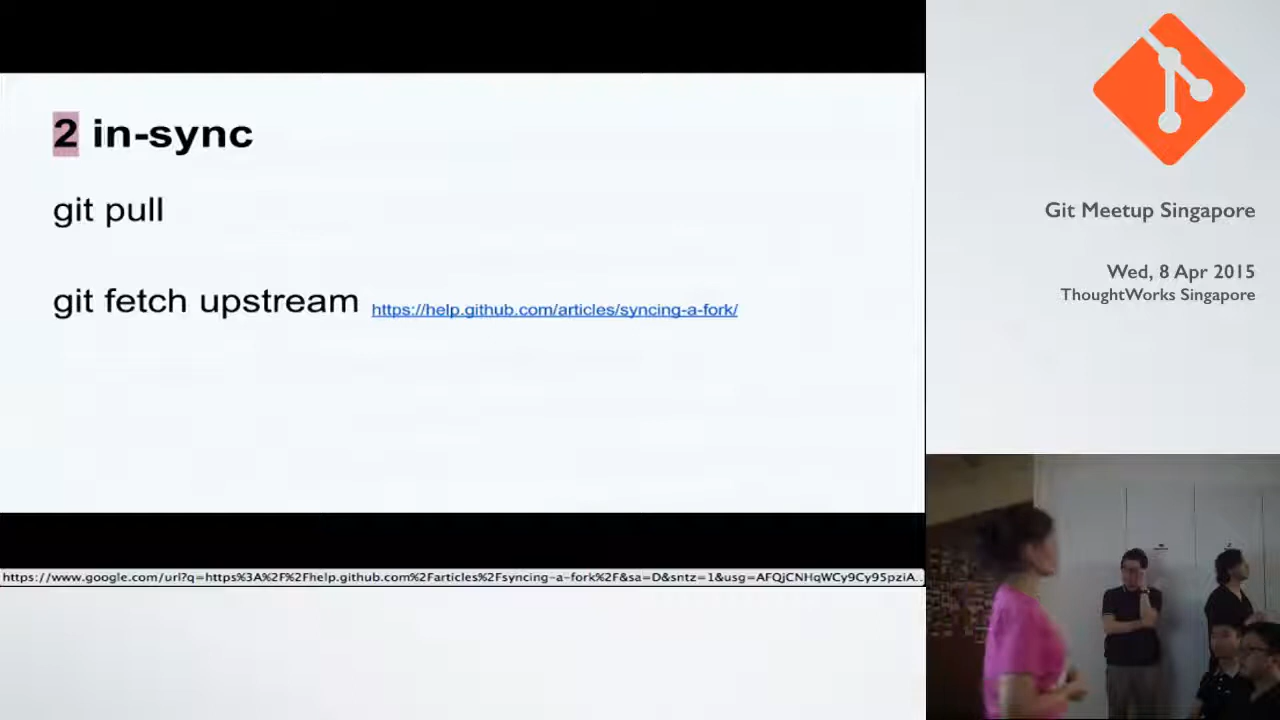 2 in-sync
git pull
git fetch upstream https://help.github.com/articles/syncing-a-fork/
https://www.google.com/url?q=https%3A%2F%2Fhelp.github.com%2Farticles%2Fsyncing-a-fork%2F&sa=D&sntz=1&usg=AFQjCNHqWCy9Cy95pziA...
Git Meetup Singapore
Wed, 8 Apr 2015
ThoughtWorks Singapore